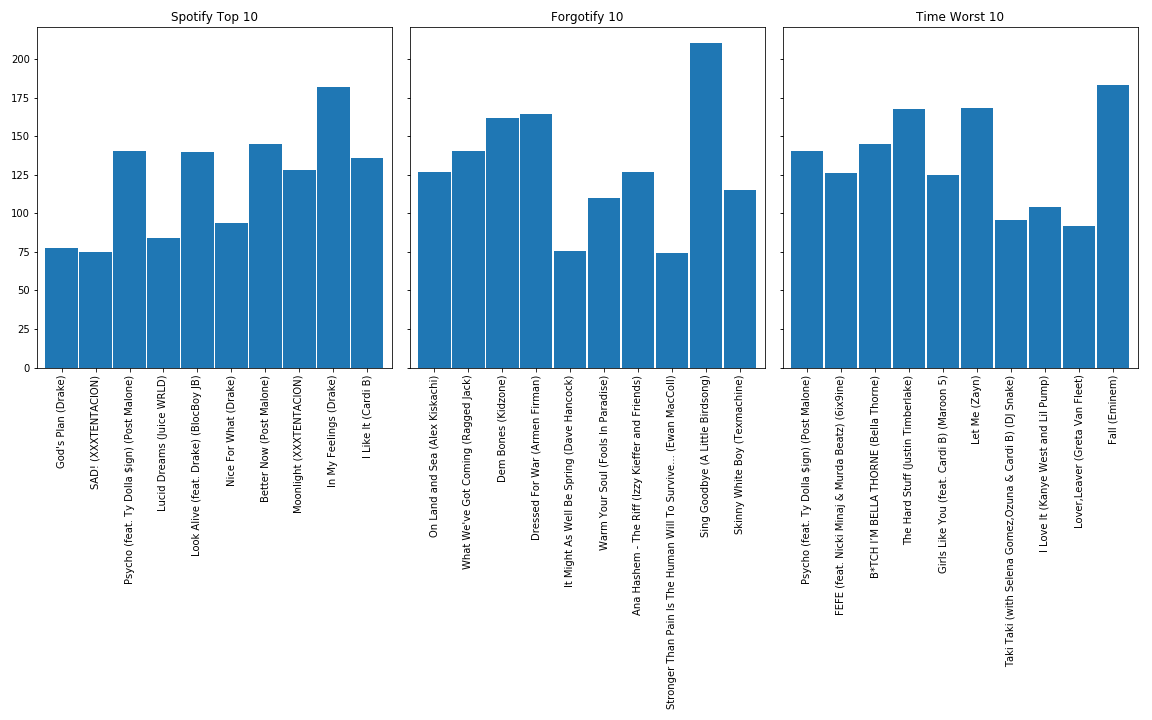 Spotify Top 10
Forgotify 10
Time Worst 10
200
175
150
125
100
75
50
25
0
God's Plan (Drake)
SAD! (XXXTENTACION)
Psycho (feat. Ty Dolla $ign) (Post Malone)
Lucid Dreams (Juice WRLD)
Look Alive (feat. Drake) (BlocBoy JB)
Nice For What (Drake)
Better Now (Post Malone)
Moonlight (XXXTENTACION)
In My Feelings (Drake)
I Like It (Cardi B)
On Land and Sea (Alex Kiskachi)
What We've Got Coming (Ragged Jack)
Dem Bones (Kidzone)
Dressed For War (Armen Firman)
It Might As Well Be Spring (Dave Hancock)
Warm Your Soul (Fools In Paradise)
Ana Hashem - The Riff (Izzy Kieffer and Friends)
Stronger Than Pain Is The Human Will To Survive... (Ewan MacColl)
Sing Goodbye (A Little Birdsong)
Skinny White Boy (Texmachine)
Psycho (feat. Ty Dolla $ign) (Post Malone)
FEFE (feat. Nicki Minaj & Murda Beatz) (6ix9ine)
B*TCH I'M BELLA THORNE (Bella Thorne)
The Hard Stuff (Justin Timberlake)
Girls Like You (feat. Cardi B) (Maroon 5)
Let Me (Zayn)
Taki Taki (with Selena Gomez,Ozuna & Cardi B) (DJ Snake)
I Love It (Kanye West and Lil Pump)
Lover,Leaver (Greta Van Fleet)
Fall (Eminem)